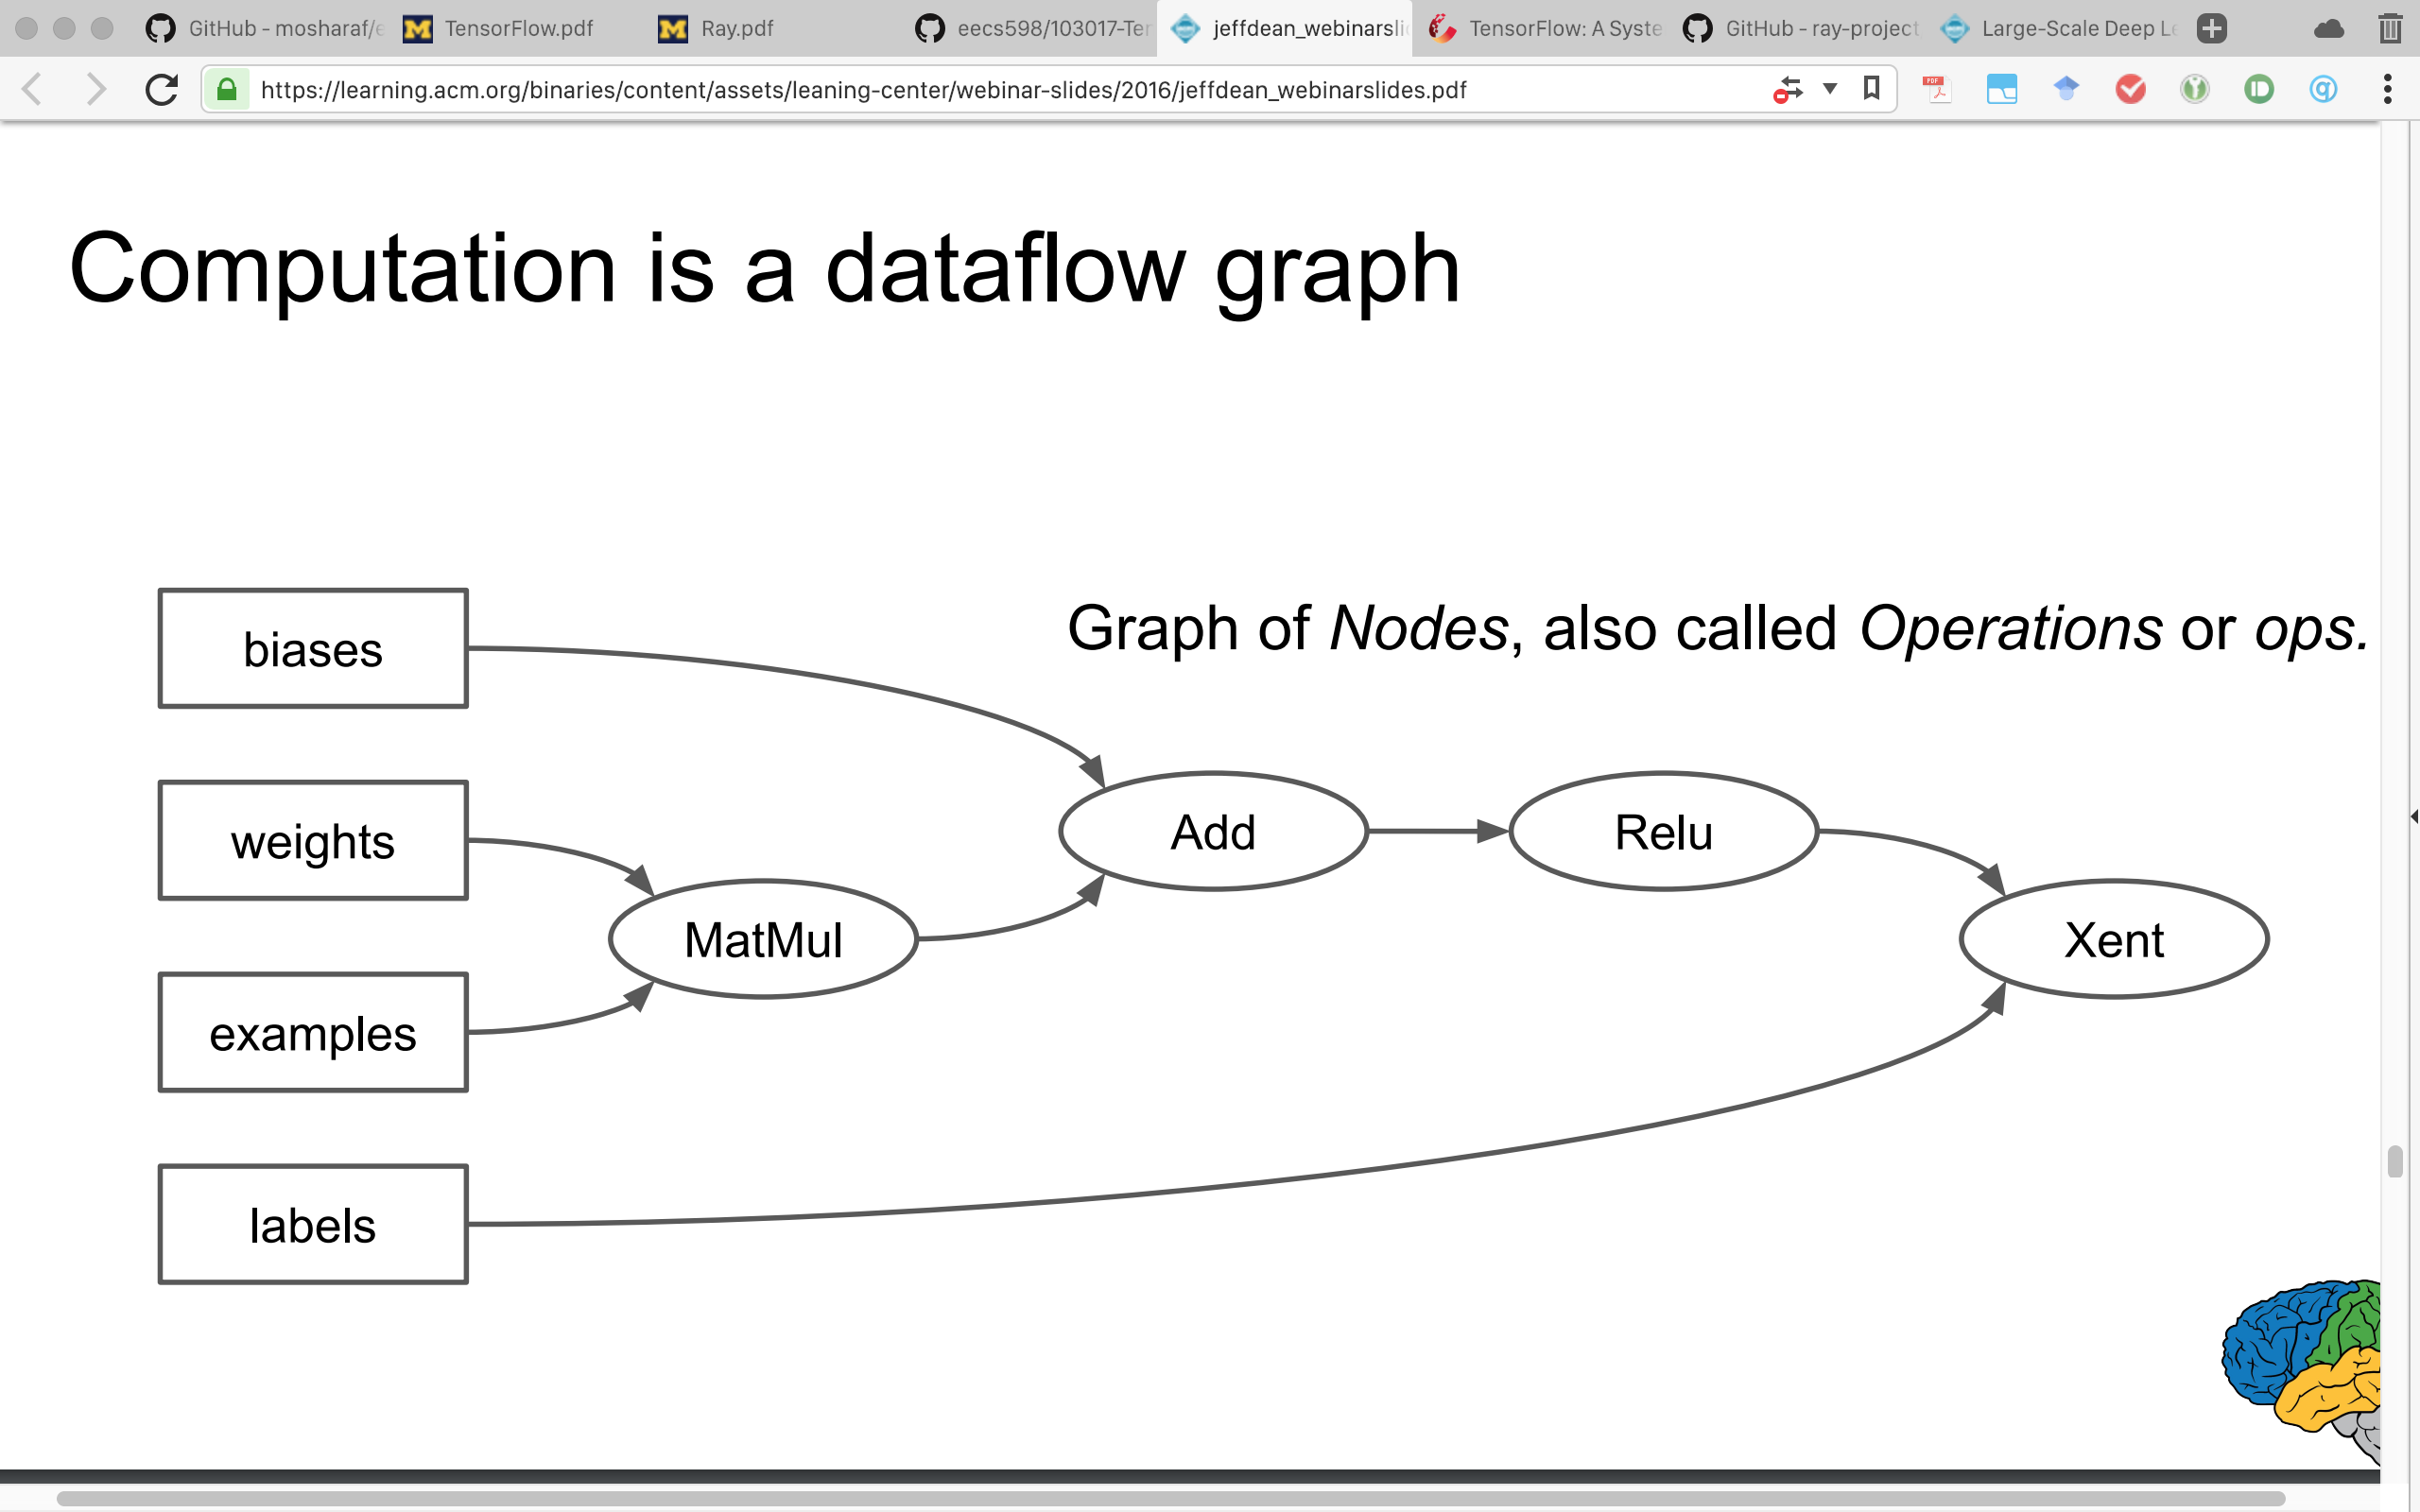 GitHub - mosharaf/e
TensorFlow.pdf
Ray.pdf
eecs598/103017-Ter
jeffdean_webinarsli
TensorFlow: A Syste
GitHub - ray-project
Large-Scale Deep Le
https://learning.acm.org/binaries/content/assets/leaning-center/webinar-slides/2016/jeffdean_webinarslides.pdf
Computation is a dataflow graph
Graph of Nodes, also called Operations or ops.
biases
weights
examples
labels
MatMul
Add
Relu
Xent